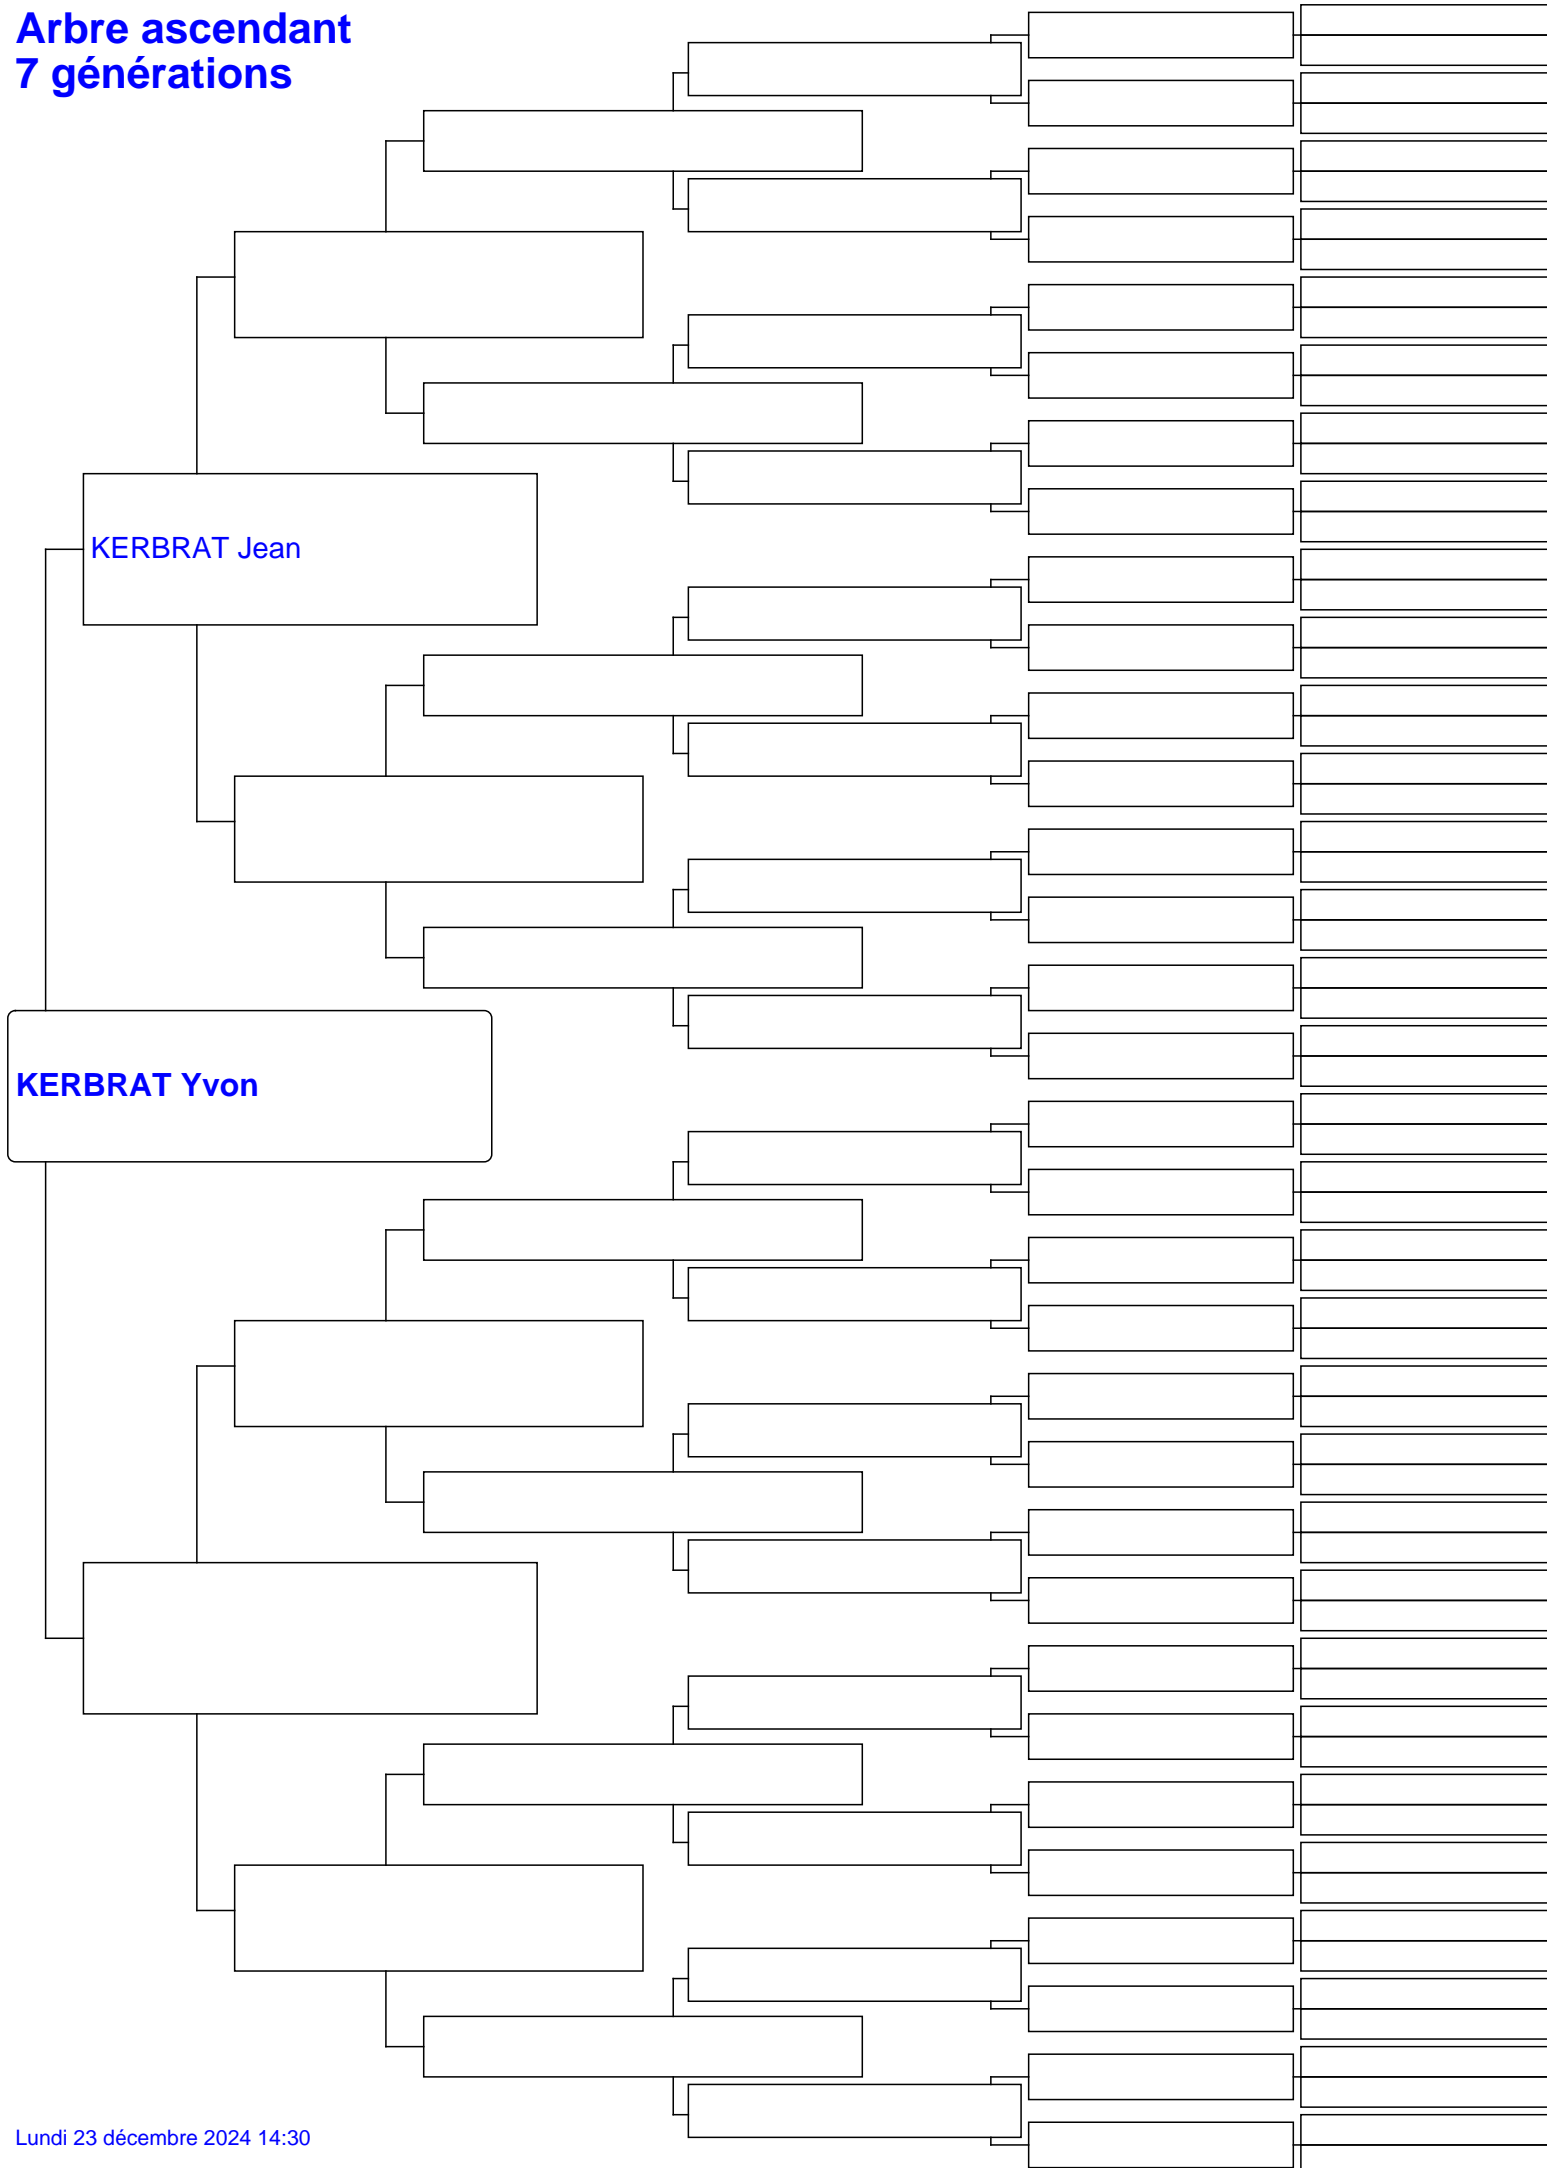 Arbre ascendant
7 générations
KERBRAT Jean
KERBRAT Yvon
Lundi 23 décembre 2024 14:30